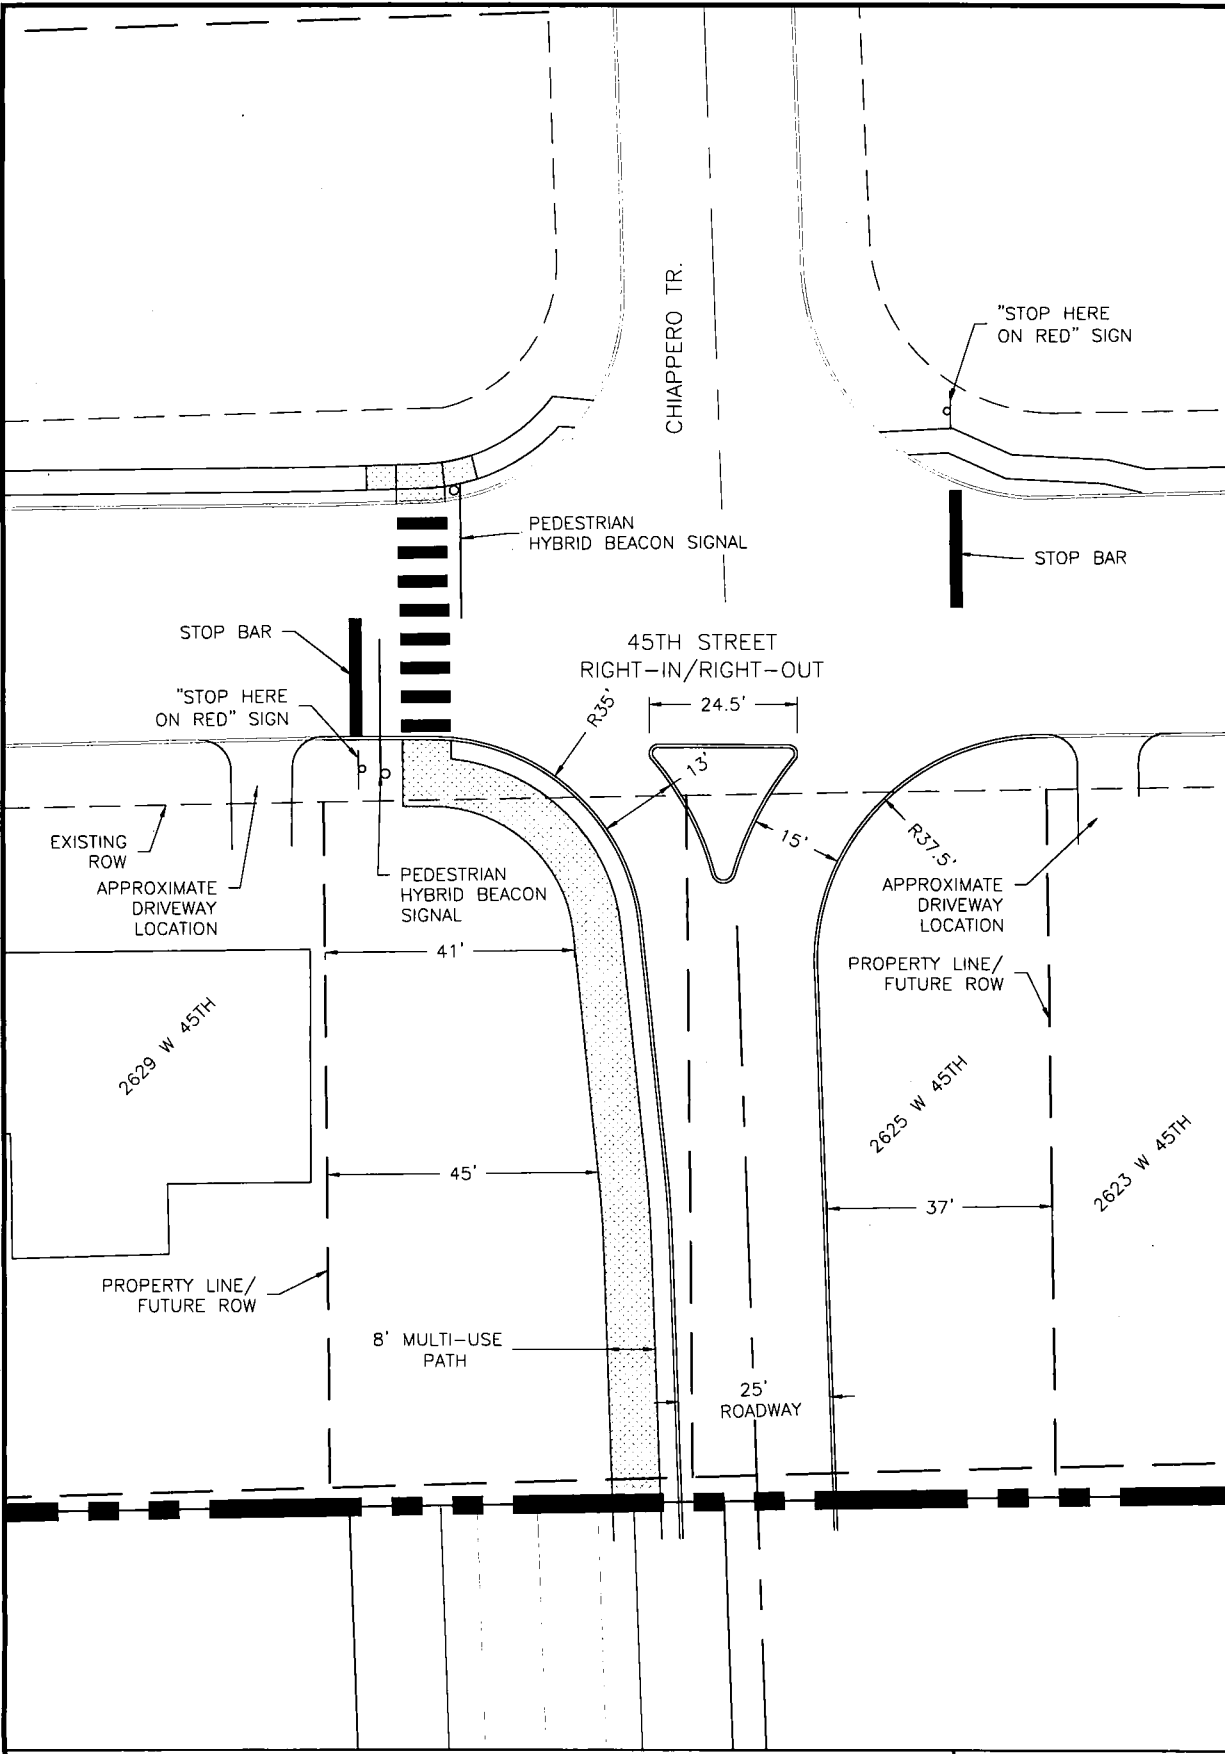 CHIAPPERO TR.
"STOP HERE
ON RED" SIGN
PEDESTRIAN
HYBRID BEACON SIGNAL
STOP BAR
STOP BAR
45TH STREET
RIGHT-IN/RIGHT-OUT
"STOP HERE
ON RED" SIGN
R35'
24.5'
13'
15'
R37.5'
EXISTING
ROW
APPROXIMATE
DRIVEWAY
LOCATION
PEDESTRIAN
HYBRID BEACON
SIGNAL
APPROXIMATE
DRIVEWAY
LOCATION
41'
PROPERTY LINE/
FUTURE ROW
2629 W 45TH
2625 W 45TH
2623 W 45TH
45'
37'
PROPERTY LINE/
FUTURE ROW
8' MULTI-USE
PATH
25'
ROADWAY